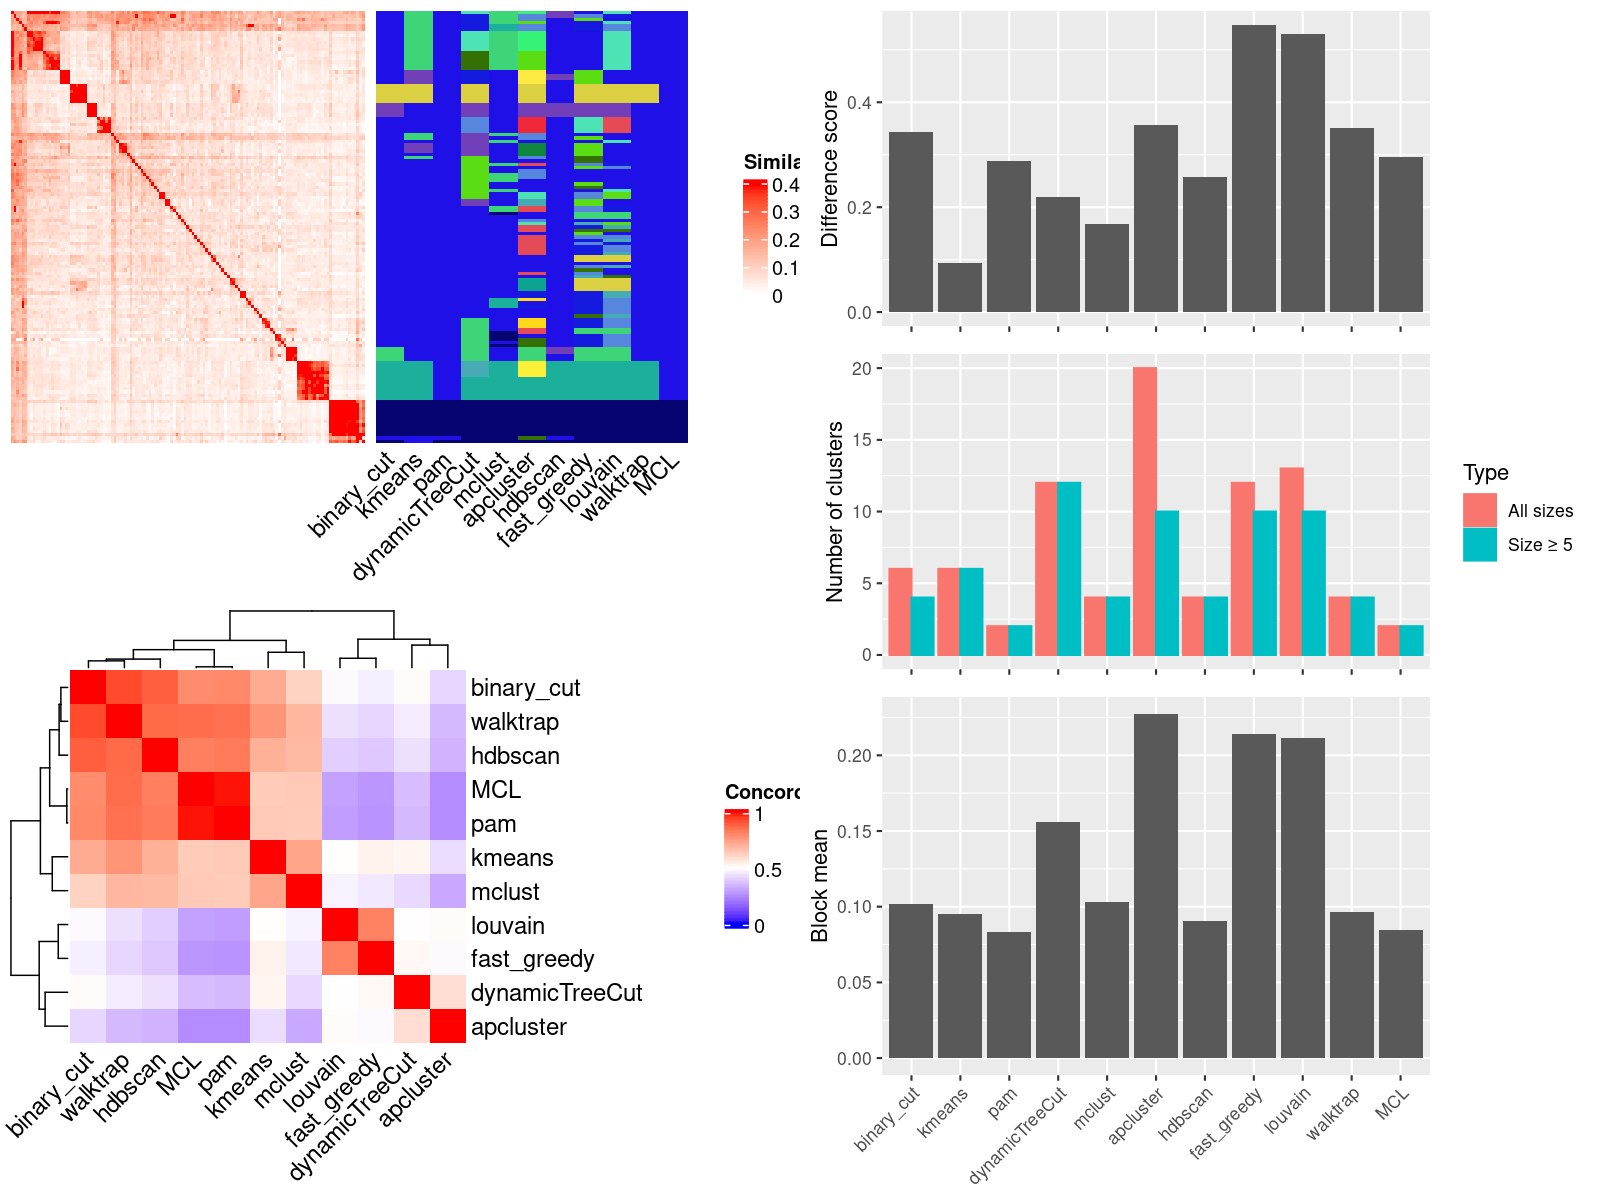 Simila
0.4
0.3
0.2
0.1
0
binary_cut
kmeans
pam
dynamicTreeCut
mclust
apcluster
hdbscan
fast_greedy
louvain
walktrap
MCL
binary_cut
walktrap
hdbscan
MCL
pam
kmeans
mclust
louvain
fast_greedy
dynamicTreeCut
apcluster
binary_cut
walktrap
hdbscan
MCL
pam
kmeans
mclust
louvain
fast_greedy
dynamicTreeCut
apcluster
Concord
1
0.5
0
Difference score
0.4
0.2
0.0
Number of clusters
20
15
10
5
0
Type
All sizes
Size ≥ 5
Block mean
0.20
0.15
0.10
0.05
0.00
binary_cut
kmeans
pam
dynamicTreeCut
mclust
apcluster
hdbscan
fast_greedy
louvain
walktrap
MCL